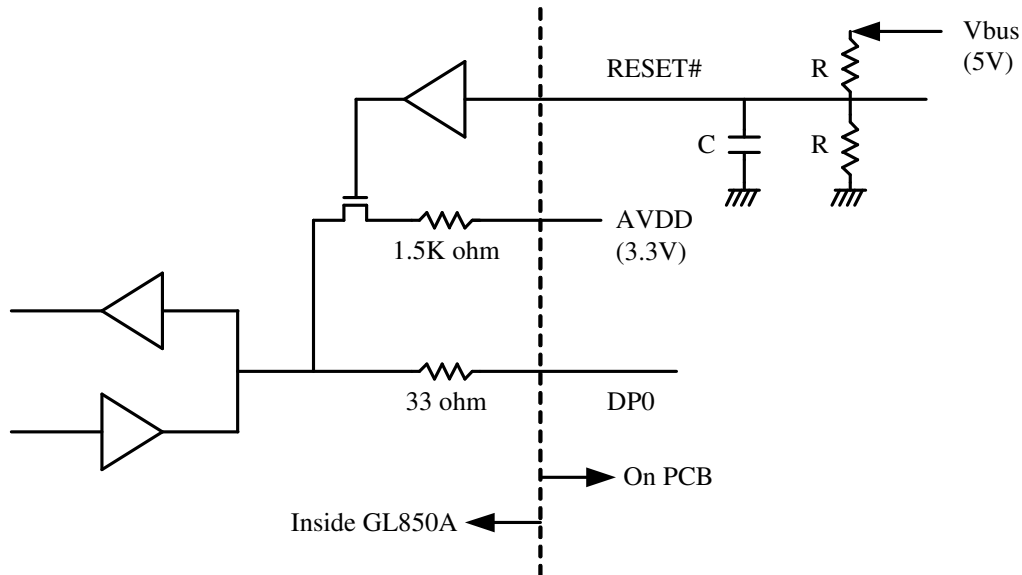 Vbus
(5V)
RESET#
R
C
R
1.5K ohm
AVDD
(3.3V)
33 ohm
DP0
On PCB
Inside GL850A